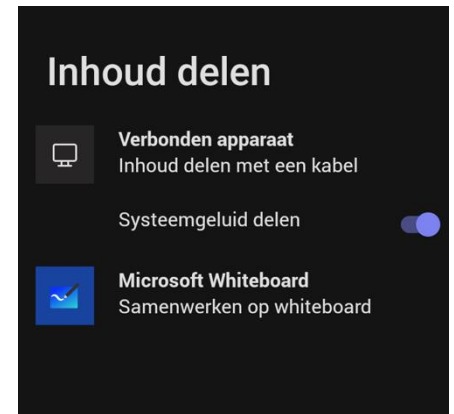 Inhoud delen
Verbonden apparaat
Inhoud delen met een kabel
Systeemgeluid delen
Microsoft Whiteboard
Samenwerken op whiteboard